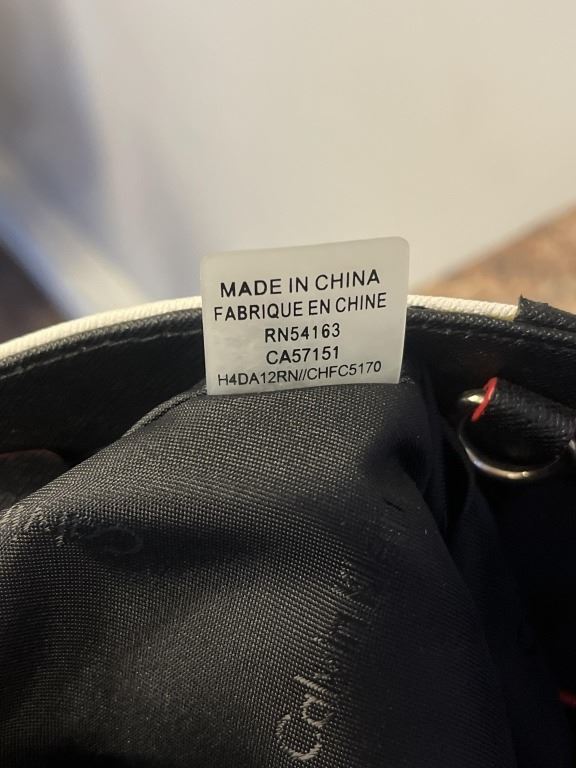 MADE IN CHINA
FABRIQUE EN CHINE
RN54163
CA57151
H4DA12RN//CHFC5170